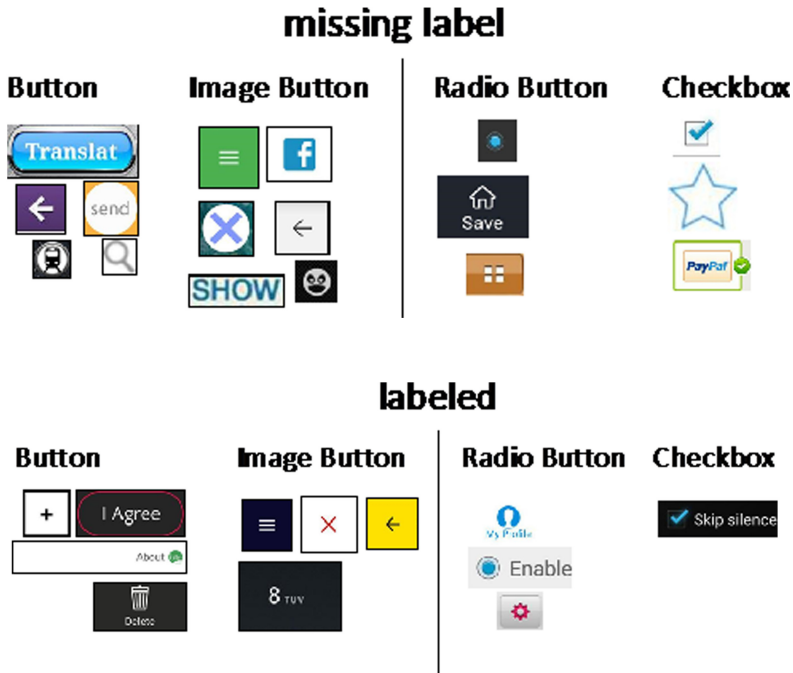 missing label
Button
Image Button
Radio Button
Checkbox
Translat
send
SHOW
Save
PayPal
labeled
Button
Image Button
Radio Button
Checkbox
+
I Agree
About
Delete
8 TUV
My Profile
Enable
Skip silence